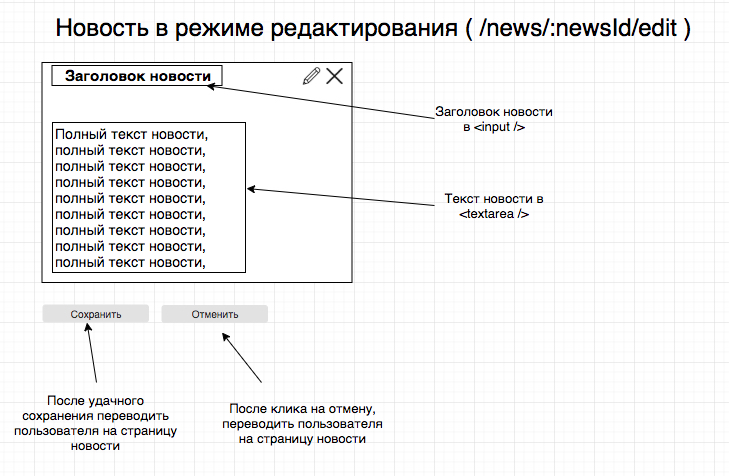 Новость в режиме редактирования ( /news/:newsId/edit )
Заголовок новости
Заголовок новости
в <input />
Полный текст новости,
полный текст новости,
полный текст новости,
полный текст новости,
полный текст новости,
полный текст новости,
полный текст новости,
полный текст новости,
полный текст новости,
Текст новости в
<textarea />
Сохранить
Отменить
После удачного
сохранения переводить
пользователя на страницу
новости
После клика на отмену,
переводить пользователя
на страницу новости